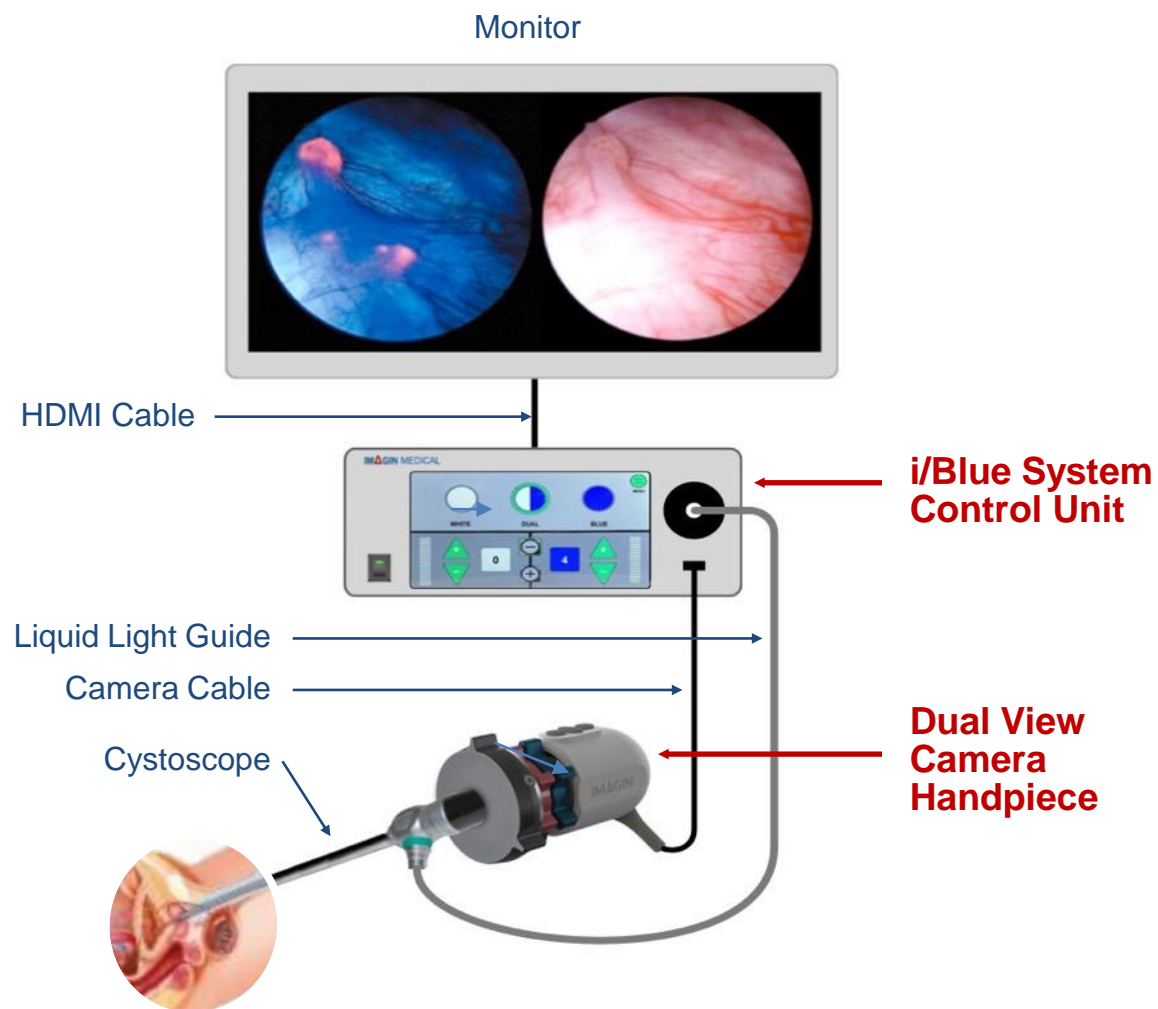 Monitor
HDMI Cable
IMAGIN MEDICAL
MENU
WHITE
DUAL
BLUE
+
−
0
−
+
4
+
−
i/Blue System
Control Unit
Liquid Light Guide
Camera Cable
Cystoscope
IMAGIN
Dual View
Camera
Handpiece